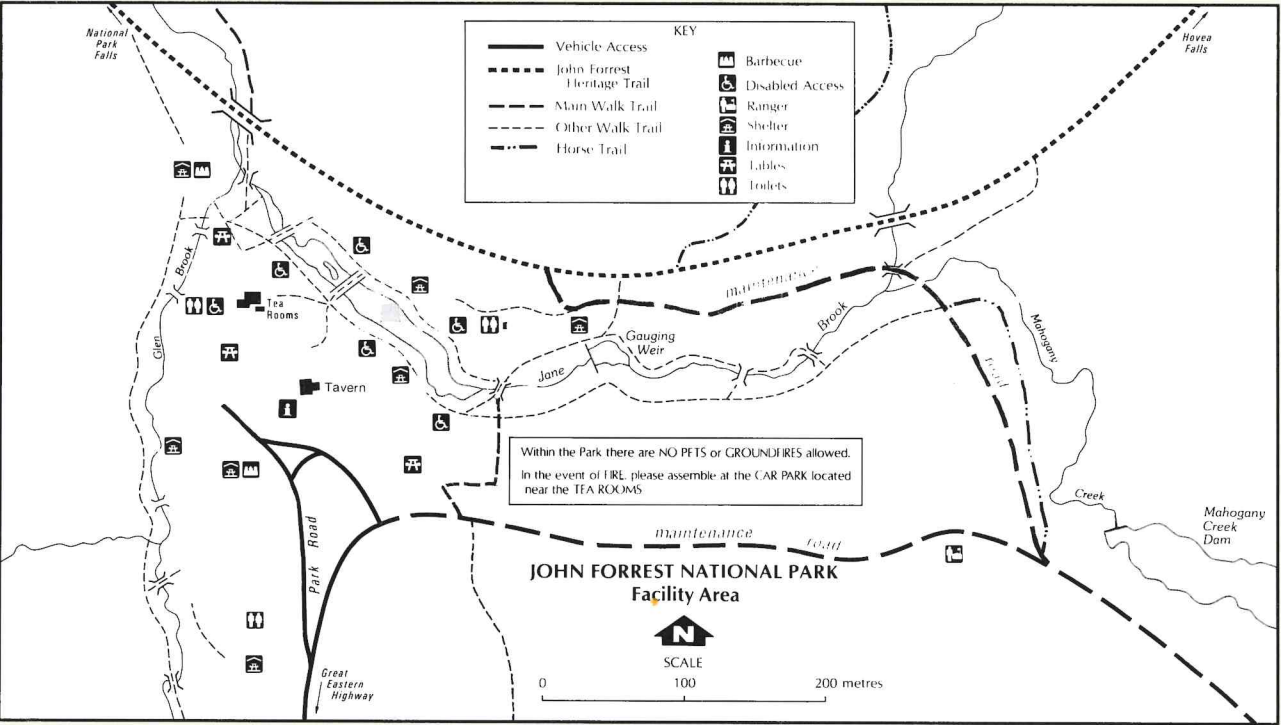 National
Park
Falls
KEY
Vehicle Access
John Forrest
Heritage Trail
Main Walk Trail
Other Walk Trail
Horse Trail
Barbecue
Disabled Access
Ranger
Shelter
Information
Tables
Toilets
Hovea
Falls
Brook
Glen
Tea
Rooms
Tavern
maintenance
Brook
Gauging
Weir
Jane
Mahogany
road
Creek
Mahogany
Creek
Dam
Within the Park there are NO PETS or GROUNDFIRES allowed.
In the event of FIRE, please assemble at the CAR PARK located
near the TEA ROOMS
Park Road
maintenance road
JOHN FORREST NATIONAL PARK
Facility Area
N
SCALE
0 100 200 metres
Great
Eastern
Highway